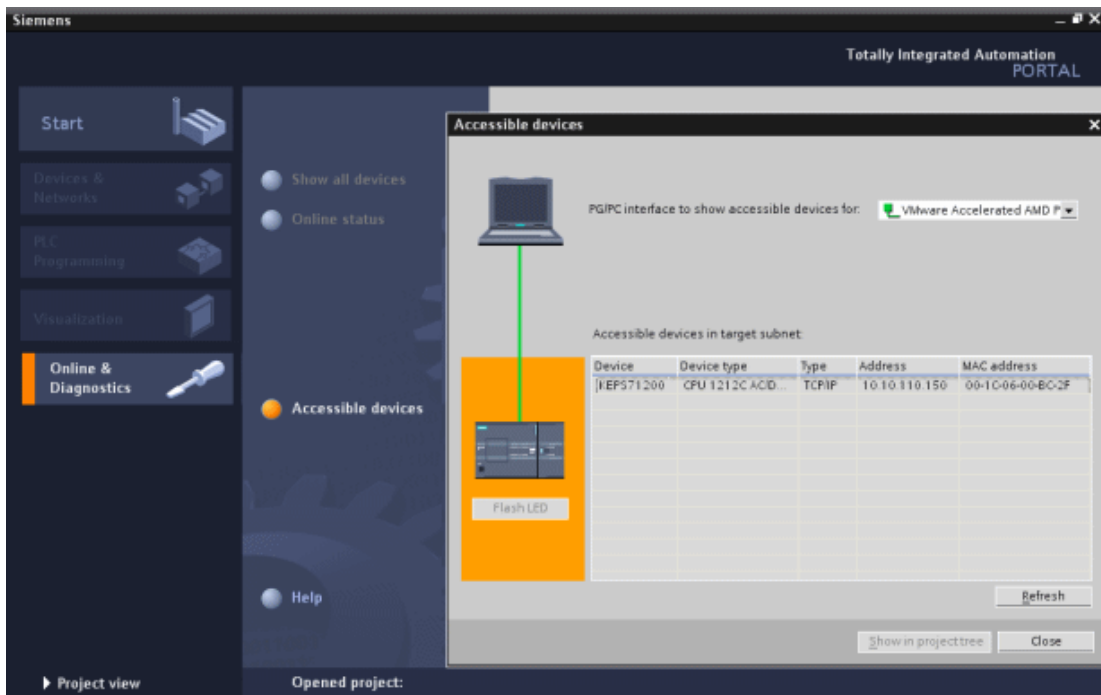 Siemens
Totally Integrated Automation
PORTAL
Start
Devices &
Networks
PLC
Programming
Visualization
Online &
Diagnostics
Show all devices
Online status
Accessible devices
Help
Accessible devices
PG/PC interface to show accessible devices for:
VMware Accelerated AMD P
Accessible devices in target subnet:
Device Device type Type Address MAC address
KEPS71200 CPU 1212C AC/D... TCP/IP 10.10.110.150 00-1C-06-00-BC-2F
Flash LED
Refresh
Show in project tree Close
Project view
Opened project: